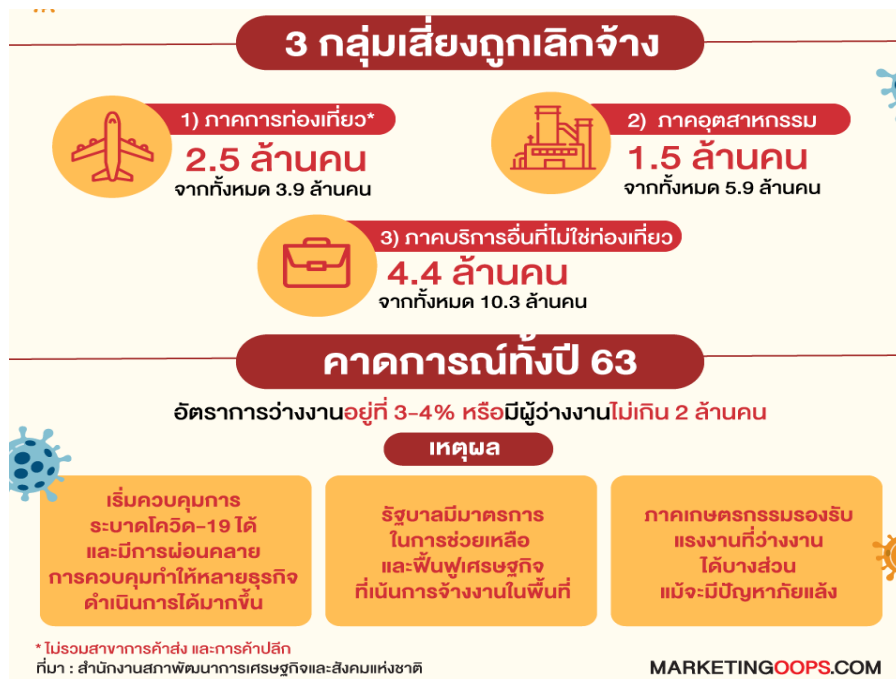 3 กลุ่มเสี่ยงถูกเลิกจ้าง
1) ภาคการท่องเที่ยว*
2.5 ล้านคน
จากทั้งหมด 3.9 ล้านคน
2) ภาคอุตสาหกรรม
1.5 ล้านคน
จากทั้งหมด 5.9 ล้านคน
3) ภาคบริการอื่นที่ไม่ใช่ท่องเที่ยว
4.4 ล้านคน
จากทั้งหมด 10.3 ล้านคน
คาดการณ์ทั้งปี 63
อัตราการว่างงานอยู่ที่ 3-4% หรือมีผู้ว่างงานไม่เกิน 2 ล้านคน
เหตุผล
เริ่มควบคุมการ
ระบาดโควิด-19 ได้
และมีการผ่อนคลาย
การควบคุมทำให้หลายธุรกิจ
ดำเนินการได้มากขึ้น
รัฐบาลมีมาตรการ
ในการช่วยเหลือ
และฟื้นฟูเศรษฐกิจ
ที่เน้นการจ้างงานในพื้นที่
ภาคเกษตรกรรมรองรับ
แรงงานที่ว่างงาน
ได้บางส่วน
แม้จะมีปัญหาภัยแล้ง
* ไม่รวมสาขาการค้าส่ง และการค้าปลีก
ที่มา : สำนักงานสภาพัฒนาการเศรษฐกิจและสังคมแห่งชาติ
MARKETINGOOPS.COM